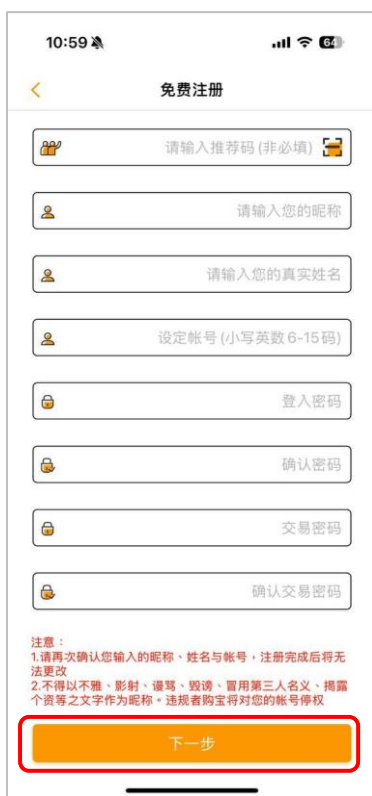 10:59
64
免费注册
请输入推荐码(非必填)
请输入您的昵称
请输入您的真实姓名
设定帐号(小写英数6-15码)
登入密码
确认密码
交易密码
确认交易密码
注意：
1.请再次确认您输入的昵称、姓名与帐号，注册完成后将无
法更改
2.不得以不雅、影射、谩骂、毁谤、冒用第三人名义、揭露
个资等之文字作为昵称。违规者购宝将对您的帐号停权
下一步